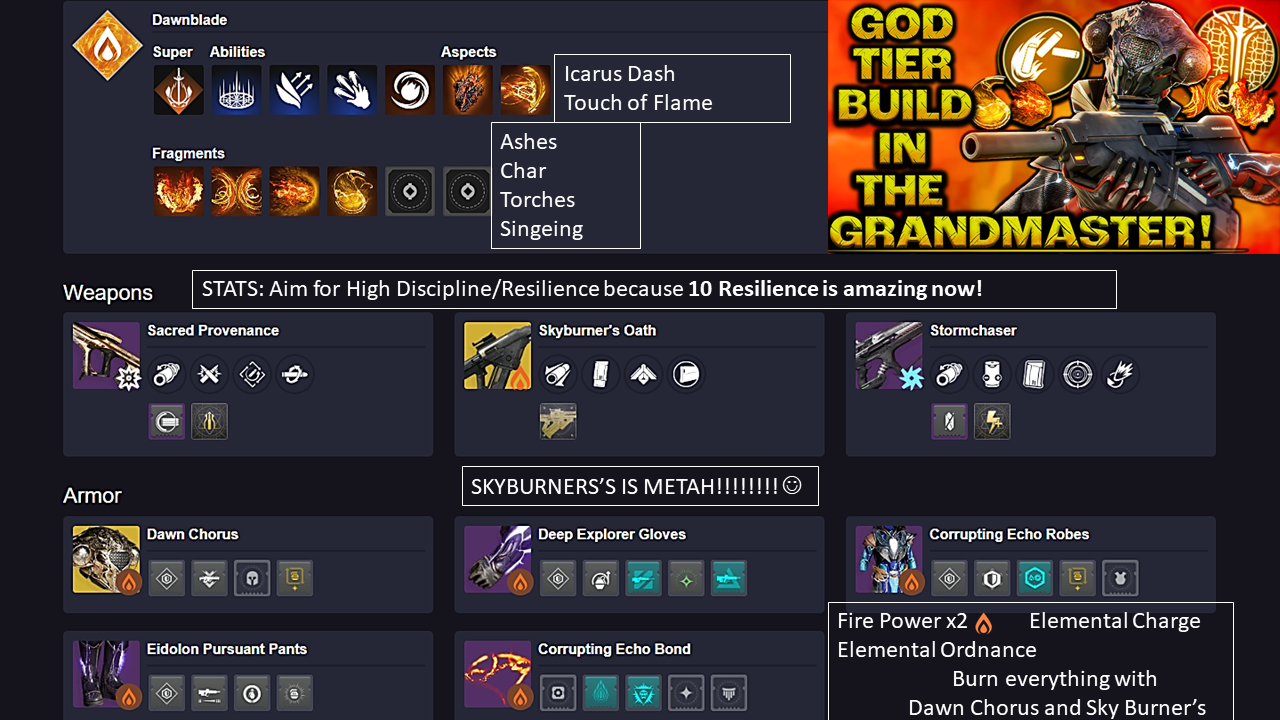 Dawnblade
Super Abilities Aspects
Icarus Dash
Touch of Flame
Fragments
Ashes
Char
Torches
Singeing
GOD
TIER
BUILD
IN
THE
GRANDMASTER!
STATS: Aim for High Discipline/Resilience because 10 Resilience is amazing now!
Weapons
Sacred Provenance
Skyburner's Oath
Stormchaser
SKYBURNERS’S IS METAH!!!!!!!!☺
Armor
Dawn Chorus
Deep Explorer Gloves
Corrupting Echo Robes
Eidolon Pursuant Pants
Corrupting Echo Bond
Fire Power x2 Elemental Charge
Elemental Ordnance
Burn everything with
Dawn Chorus and Sky Burner’s